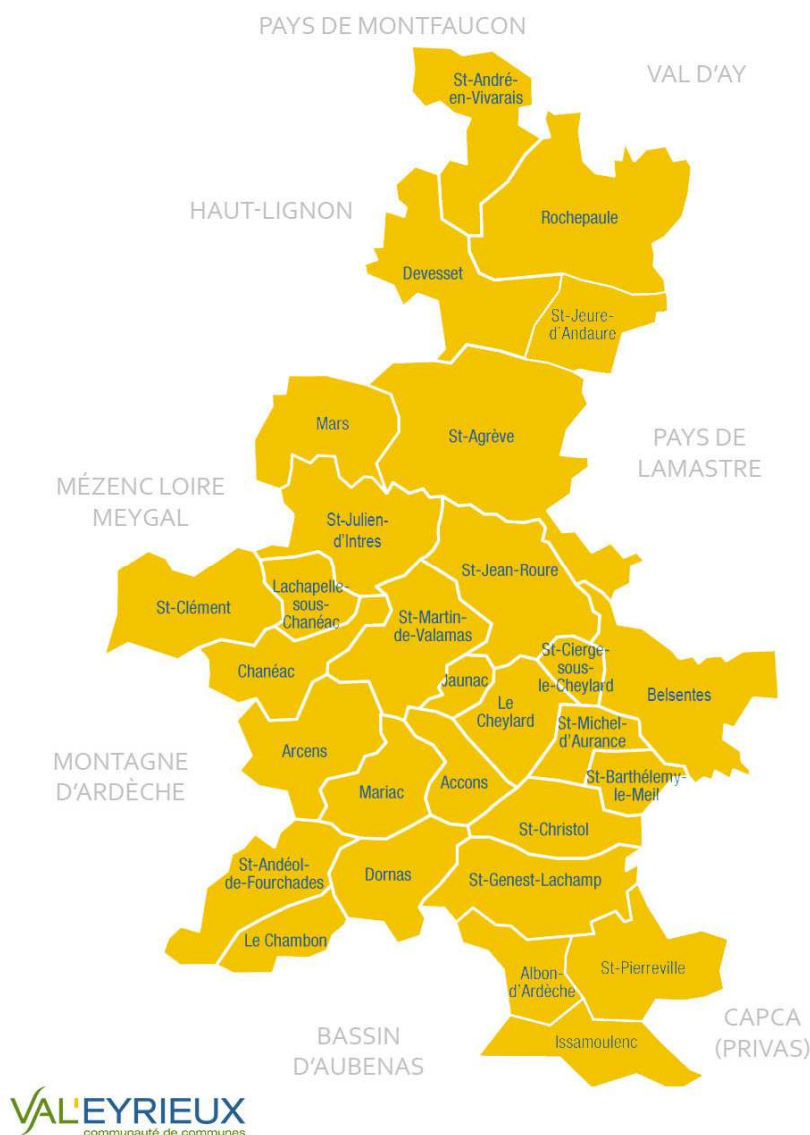 PAYS DE MONTFAUCON
VAL D'AY
St-André-
en-Vivarais
HAUT-LIGNON
Rochepaule
Devesset
St-Jeure-
d'Andaure
Mars
St-Agrève
PAYS DE
LAMASTRE
MÉZENC LOIRE
MEYGAL
St-Julien-
d'Intres
St-Jean-Roure
St-Clément
Lachapelle-
sous-
Chanéac
St-Martin-
de-Valamas
Chanéac
Jaunac
St-Cierge-
sous-
le-Cheylard
Belsentes
Le
Cheylard
St-Michel-
d'Aurance
Arcens
MONTAGNE
D'ARDÈCHE
Mariac
Accons
St-Barthélemy-
le-Meil
St-Christol
St-Andéol-
de-Fourchades
Dornas
St-Genest-Lachamp
Le Chambon
Albon-
d'Ardèche
St-Pierreville
Issamoulenc
BASSIN
D'AUBENAS
CAPCA
(PRIVAS)
VAL'EYRIEUX
communauté de communes